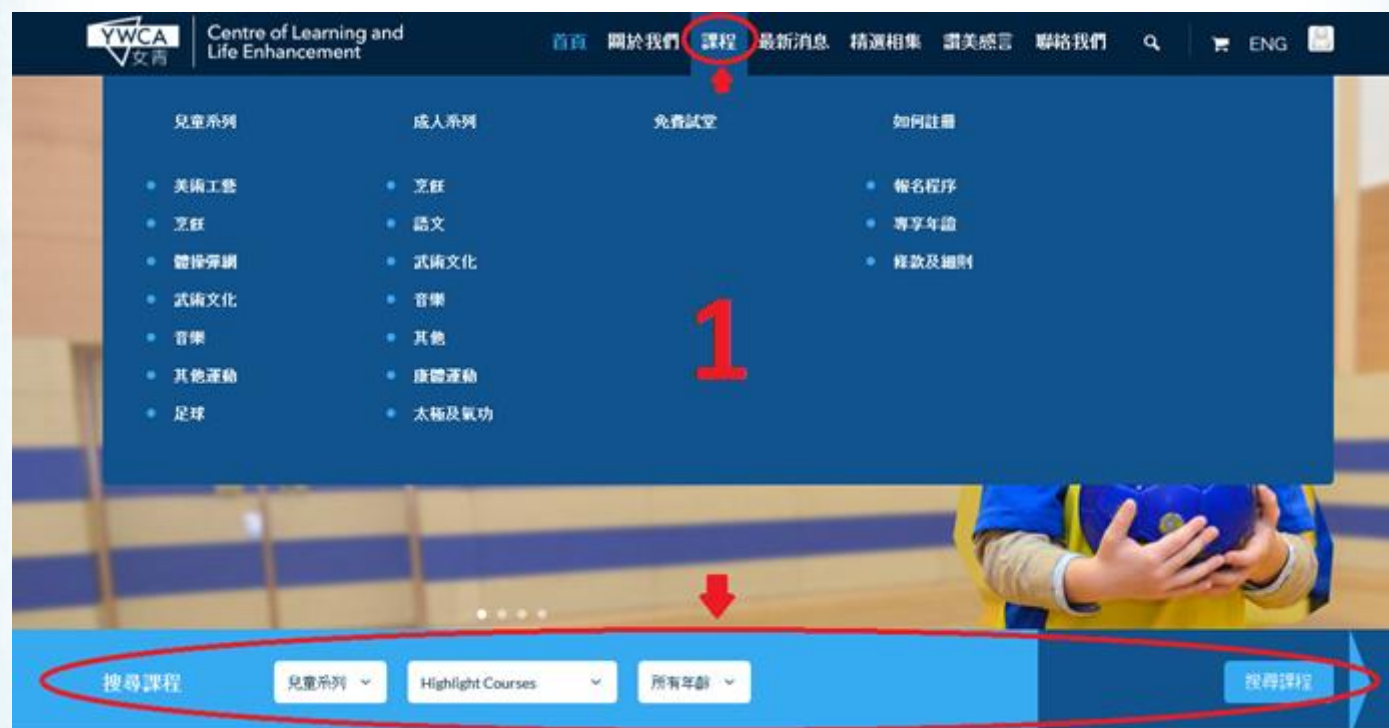 YWCA
女青
Centre of Learning and
Life Enhancement
首頁 關於我們 課程 最新消息 精選相集 讚美感言 聯絡我們 ENG
兒童系列 成人系列 免費試堂 如何註冊
美術工藝 烹飪 報名程序
烹飪 語文 專享年證
體操彈網 武術文化 條款及細則
武術文化 音樂
音樂 其他
其他運動 康體運動
足球 太極及氣功
1
搜尋課程 兒童系列 Highlight Courses 所有年齡 搜尋課程